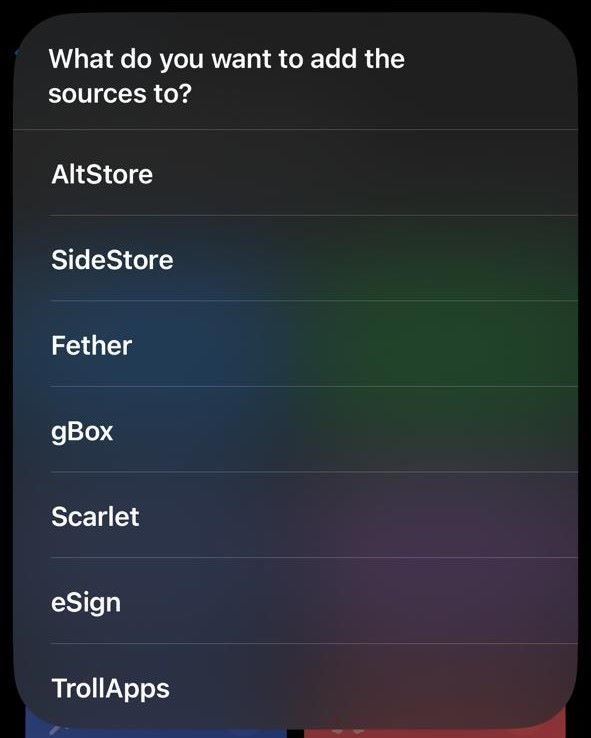 What do you want to add the
sources to?
AltStore
SideStore
Fether
gBox
Scarlet
eSign
TrollApps